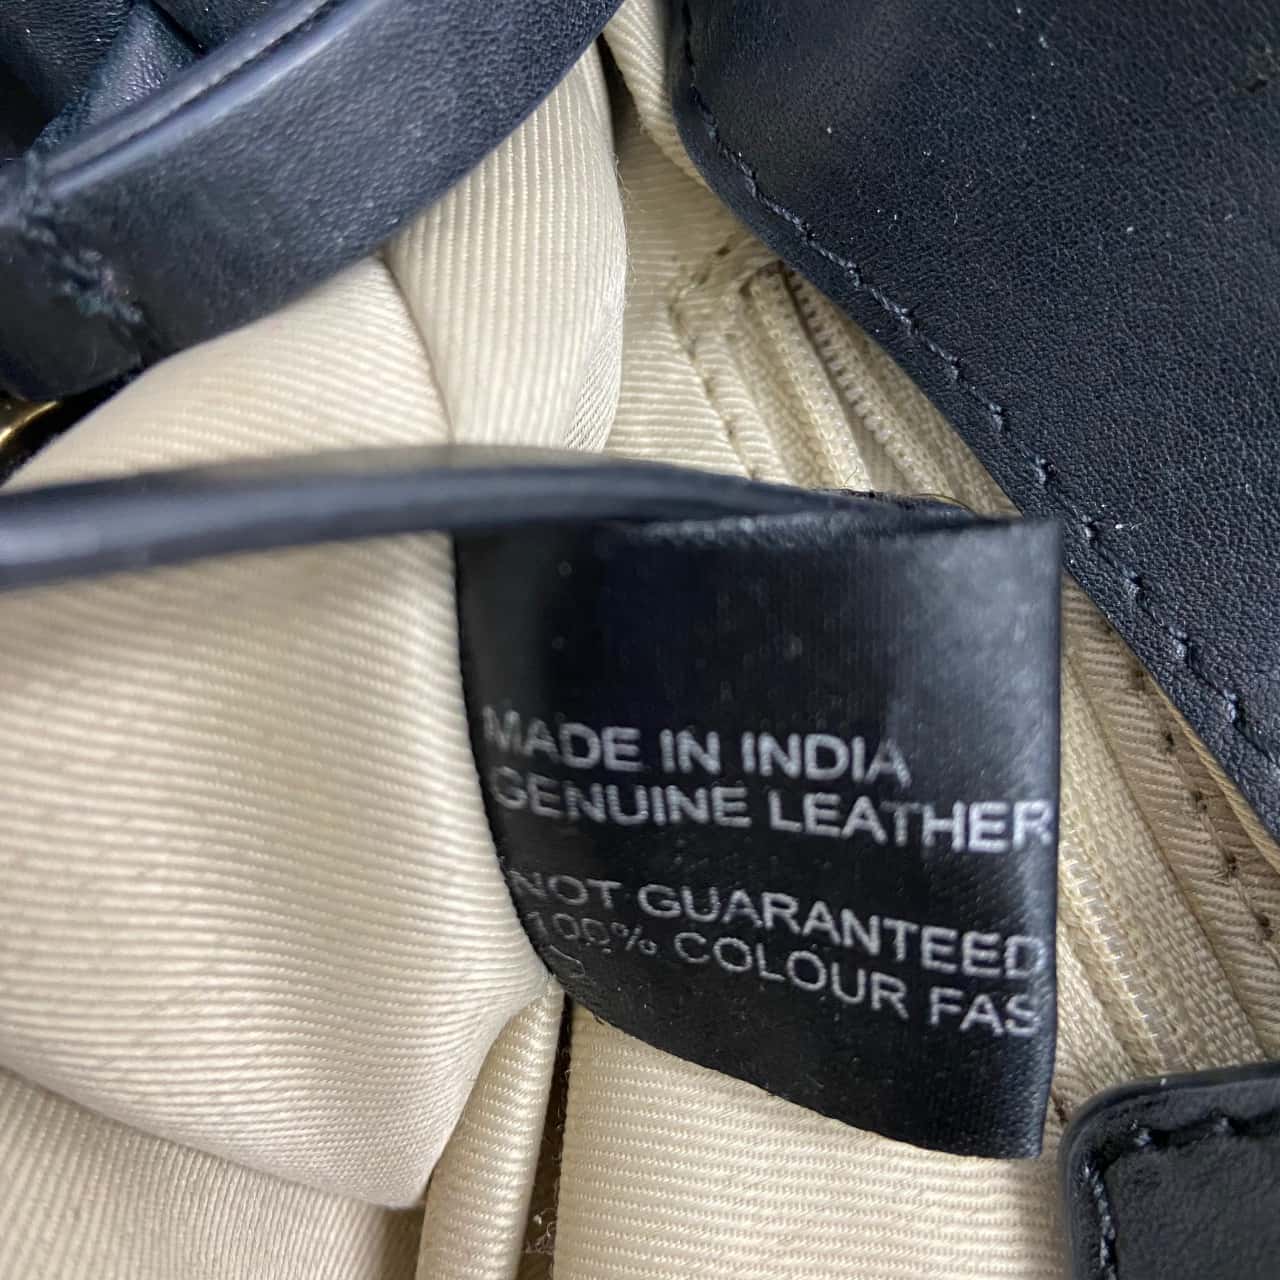 MADE IN INDIA
GENUINE LEATHER
NOT GUARANTEED
100% COLOUR FAS